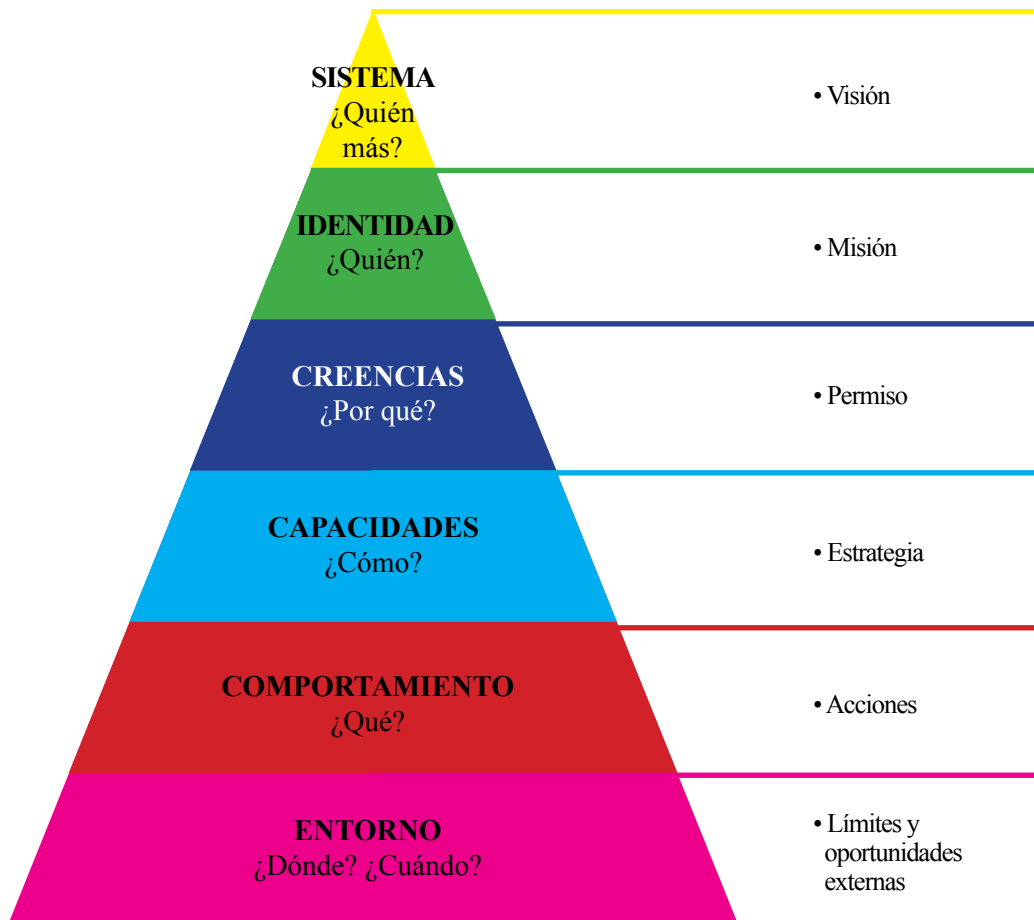 SISTEMA
¿Quién
más?
• Visión
IDENTIDAD
¿Quién?
• Misión
CREENCIAS
¿Por qué?
• Permiso
CAPACIDADES
¿Cómo?
• Estrategia
COMPORTAMIENTO
¿Qué?
• Acciones
ENTORNO
¿Dónde? ¿Cuándo?
• Límites y
oportunidades
externas